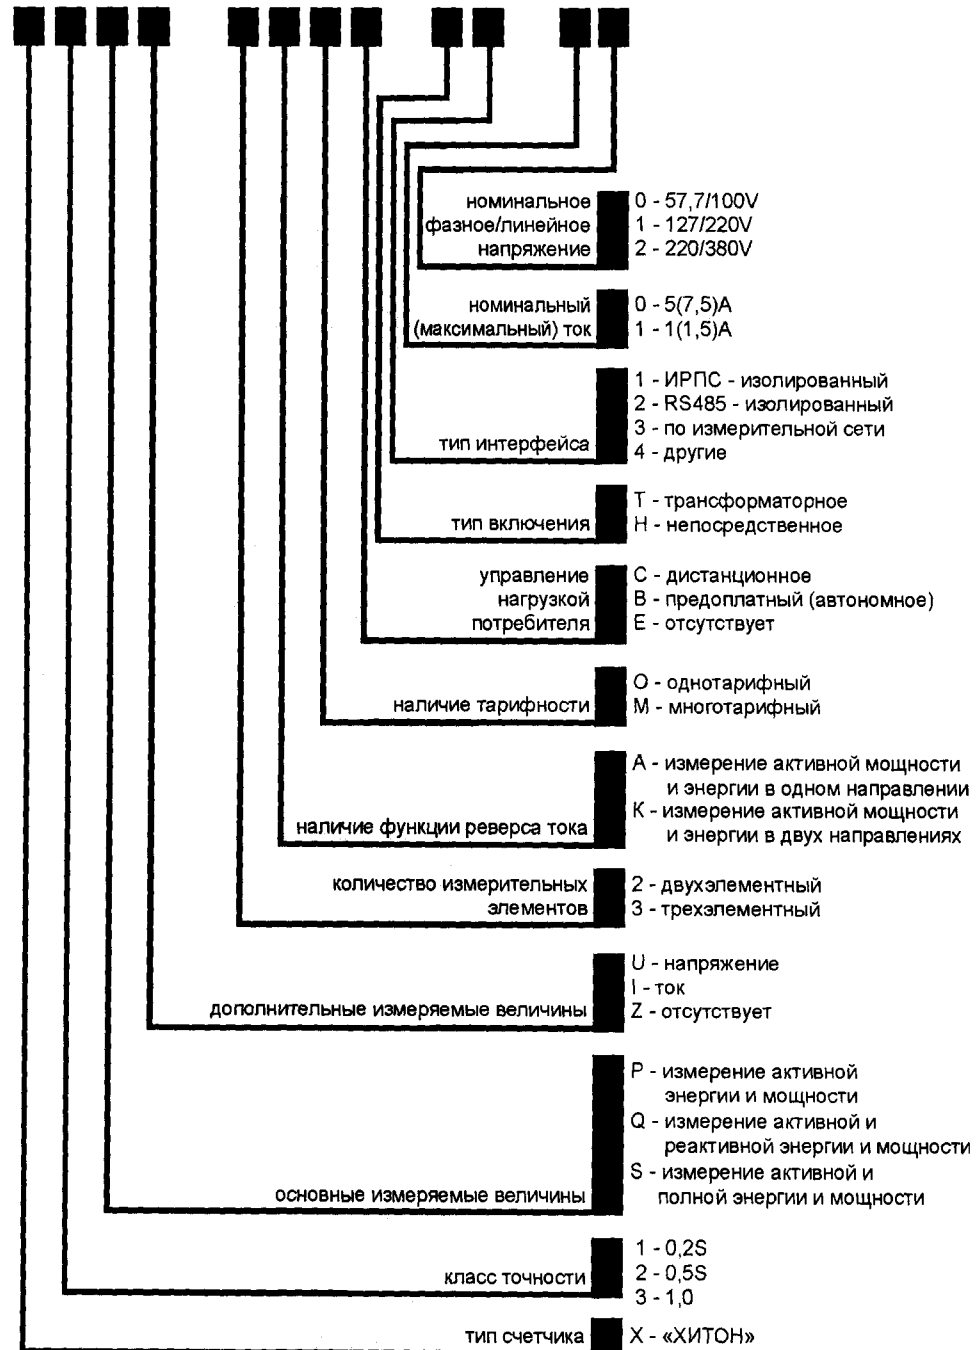 номинальное
фазное/линейное
напряжение
0 - 57,7/100V
1 - 127/220V
2 - 220/380V
номинальный
(максимальный) ток
0 - 5(7,5)A
1 - 1(1,5)A
тип интерфейса
1 - ИРПС - изолированный
2 - RS485 - изолированный
3 - по измерительной сети
4 - другие
тип включения
Т - трансформаторное
Н - непосредственное
управление
нагрузкой
потребителя
С - дистанционное
В - предоплатный (автономное)
Е - отсутствует
наличие тарифности
О - однотарифный
М - многотарифный
наличие функции реверса тока
А - измерение активной мощности
и энергии в одном направлении
К - измерение активной мощности
и энергии в двух направлениях
количество измерительных
элементов
2 - двухэлементный
3 - трехэлементный
дополнительные измеряемые величины
U - напряжение
I - ток
Z - отсутствует
основные измеряемые величины
P - измерение активной
энергии и мощности
Q - измерение активной и
реактивной энергии и мощности
S - измерение активной и
полной энергии и мощности
класс точности
1 - 0,2S
2 - 0,5S
3 - 1,0
тип счетчика
Х - «ХИТОН»